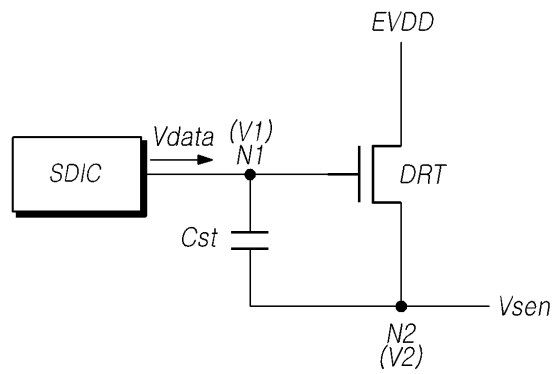 EVDD
Vdata
(V1)
N1
SDIC
DRT
Cst
Vsen
N2
(V2)